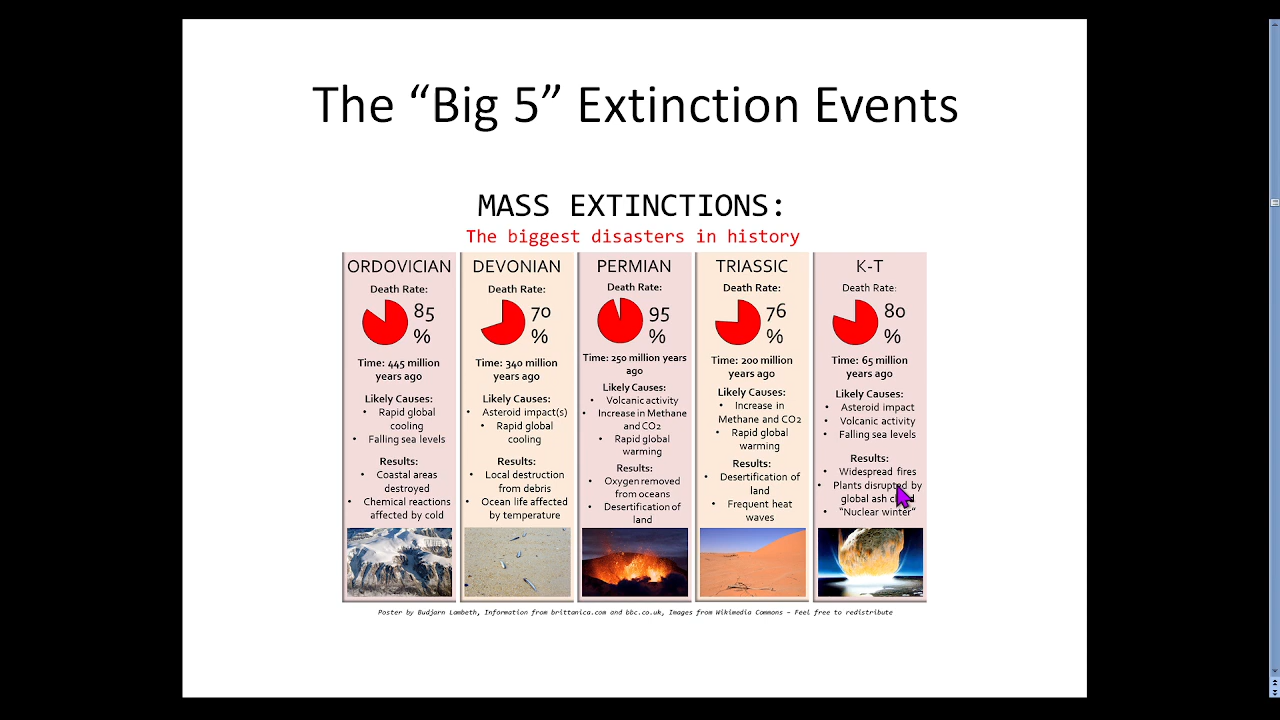 The “Big 5” Extinction Events
MASS EXTINCTIONS:
The biggest disasters in history
ORDOVICIAN
Death Rate:
85
%
Time: 445 million
years ago
Likely Causes:
• Rapid global
cooling
• Falling sea levels
Results:
• Coastal areas
destroyed
• Chemical reactions
affected by cold
DEVONIAN
Death Rate:
70
%
Time: 340 million
years ago
Likely Causes:
• Asteroid impact(s)
• Rapid global
cooling
Results:
• Local destruction
from debris
• Ocean life affected
by temperature
PERMIAN
Death Rate:
95
%
Time: 250 million years
ago
Likely Causes:
• Volcanic activity
• Increase in Methane
and CO2
• Rapid global
warming
Results:
• Oxygen removed
from oceans
• Desertification of
land
TRIASSIC
Death Rate:
76
%
Time: 200 million
years ago
Likely Causes:
• Increase in
Methane and CO2
• Rapid global
warming
Results:
• Desertification of
land
• Frequent heat
waves
K-T
Death Rate:
80
%
Time: 65 million
years ago
Likely Causes:
• Asteroid impact
• Volcanic activity
• Falling sea levels
Results:
• Widespread fires
• Plants disrupted by
global ash
• “Nuclear winter”
Poster by Budjarn Lambeth, Information from brittanica.com and bbc.co.uk, Images from Wikimedia Commons – Feel free to redistribute